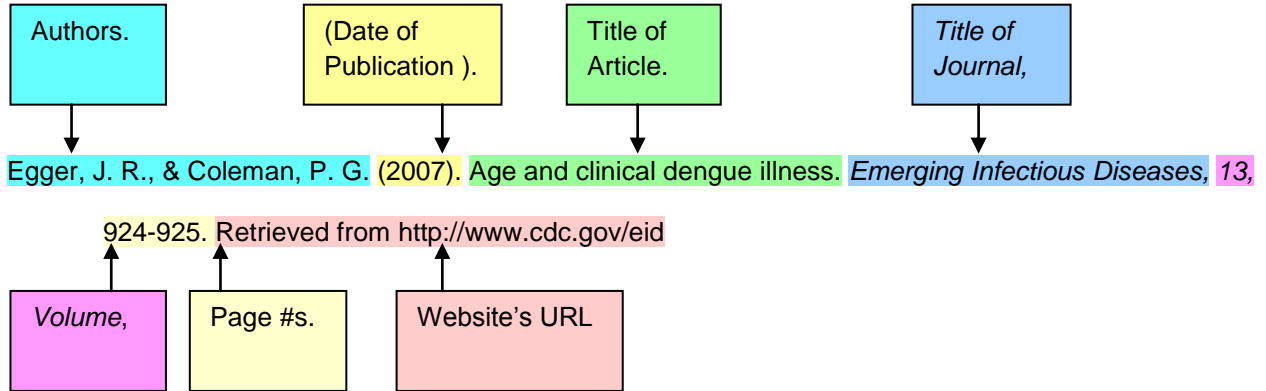 Authors.
(Date of
Publication ).
Title of
Article.
Title of
Journal,
Egger, J. R., & Coleman, P. G. (2007). Age and clinical dengue illness. Emerging Infectious Diseases, 13,
924-925. Retrieved from http://www.cdc.gov/eid
Volume,
Page #s.
Website’s URL